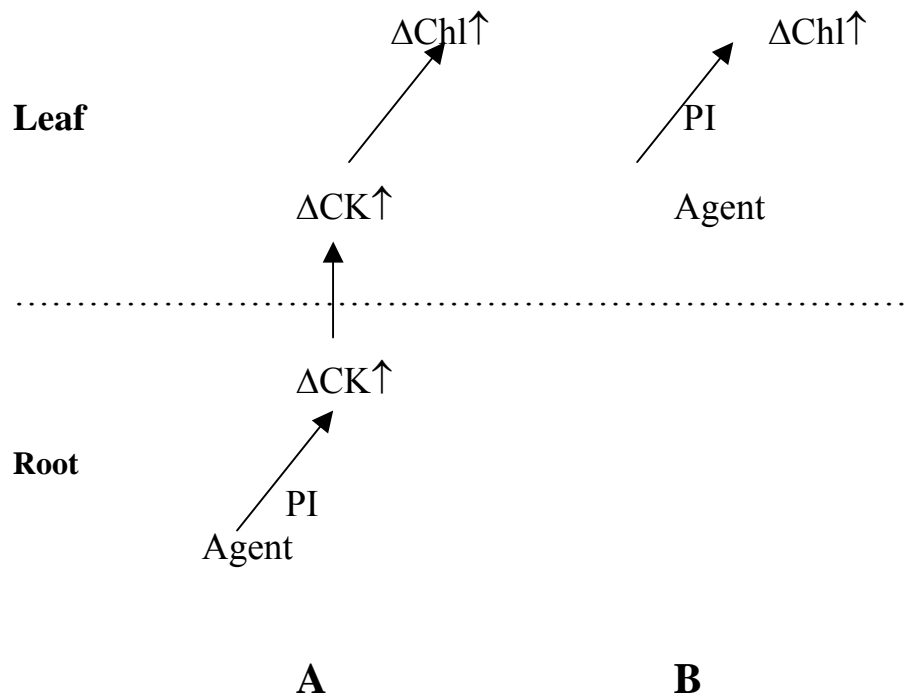 ΔChl↑ ΔChl↑
Leaf PI
ΔCK↑ Agent
ΔCK↑
Root
PI
Agent
A B